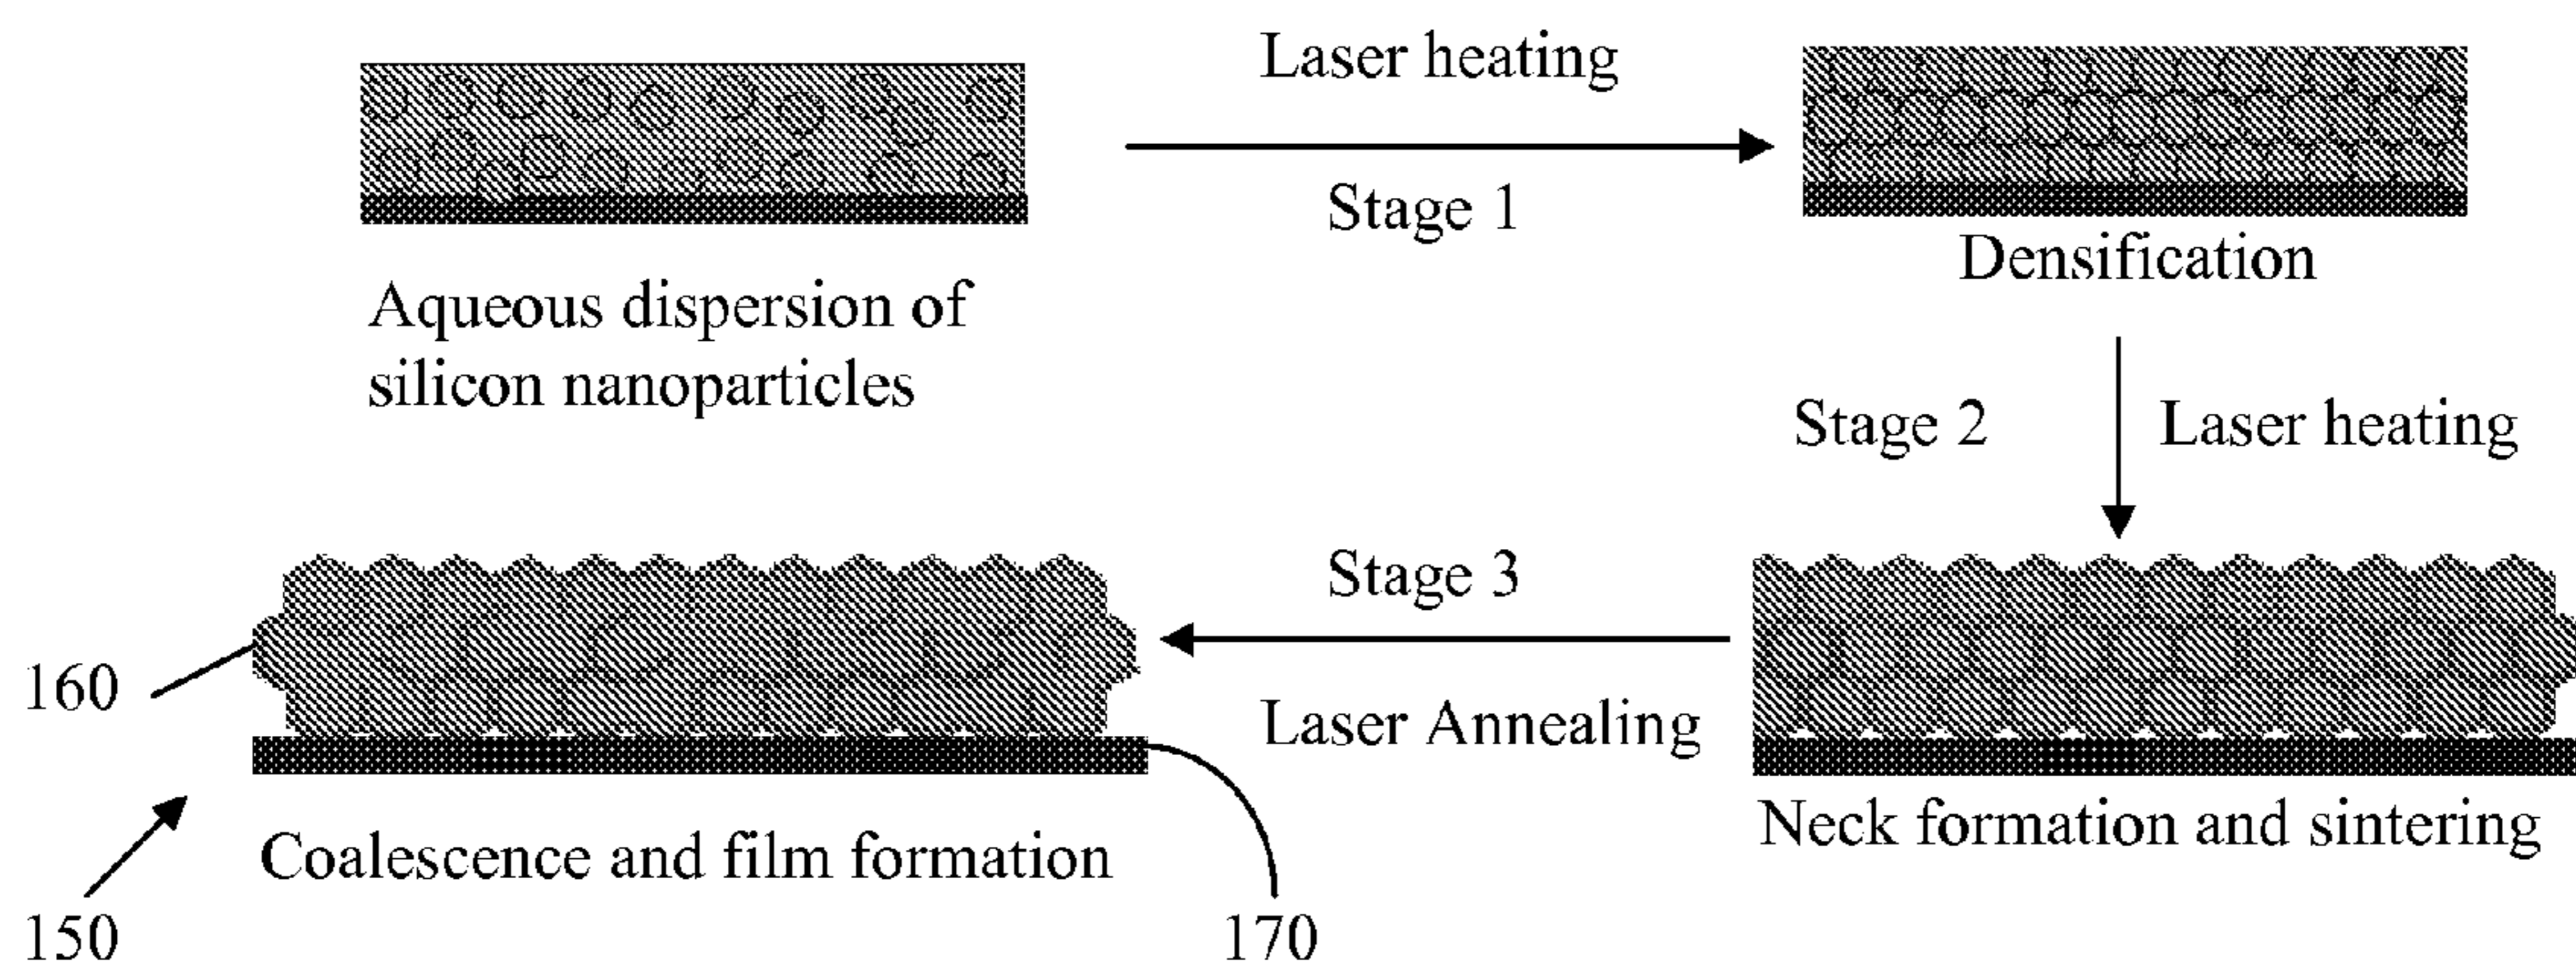 Laser heating
Stage 1
Aqueous dispersion of
silicon nanoparticles
Densification
Stage 2
Laser heating
Stage 3
Laser Annealing
160
Coalescence and film formation
Neck formation and sintering
150
170